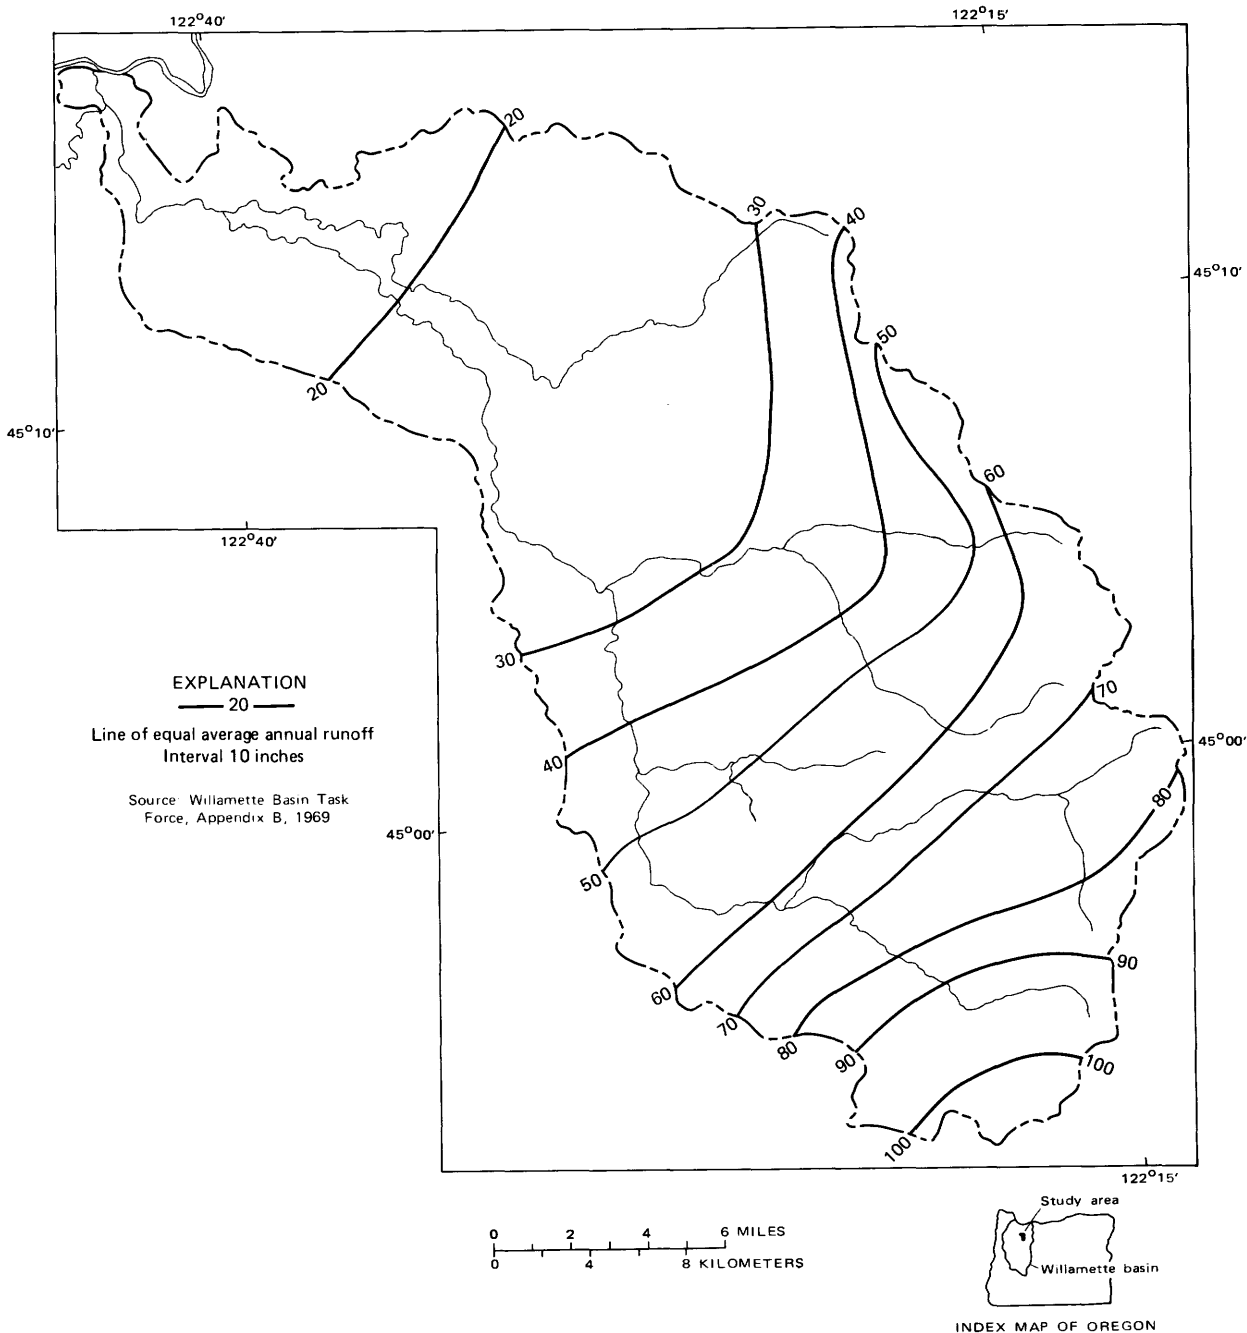 122°40′
122°15′
20
30
40
45°10′
50
20
45°10′
60
122°40′
30
70
EXPLANATION
20
Line of equal average annual runoff
Interval 10 inches
Source: Willamette Basin Task
Force, Appendix B, 1969
40
45°00′
80
45°00′
50
90
60
70
80
90
100
100
122°15′
0 2 4 6 MILES
0 4 8 KILOMETERS
Study area
Willamette basin
INDEX MAP OF OREGON